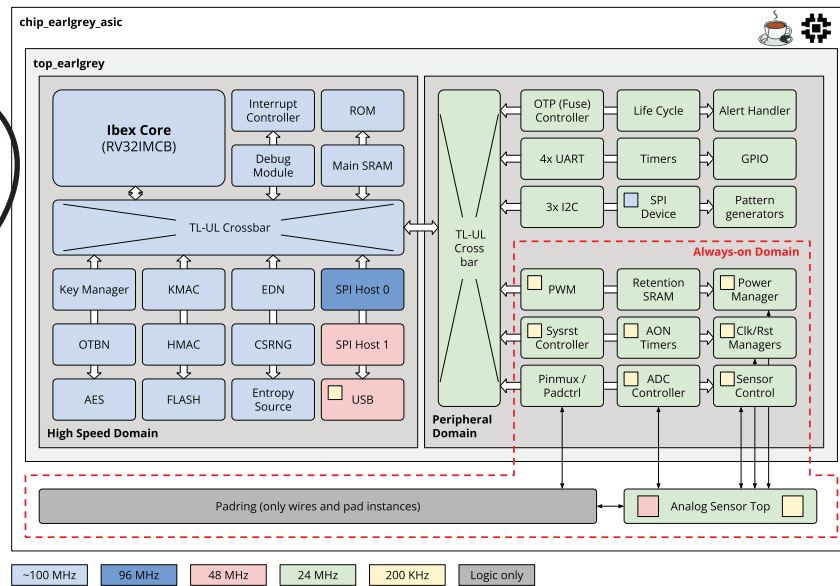 chip_earlgrey_asic
top_earlgrey
Ibex Core
(RV32IMCB)
Interrupt
Controller
ROM
Debug
Module
Main SRAM
TL-UL Crossbar
Key Manager
KMAC
EDN
SPI Host 0
OTBN
HMAC
CSRNG
SPI Host 1
AES
FLASH
Entropy
Source
USB
High Speed Domain
TL-UL
Cross
bar
OTP (Fuse)
Controller
Life Cycle
Alert Handler
4x UART
Timers
GPIO
3x I2C
SPI
Device
Pattern
generators
Always-on Domain
PWM
Retention
SRAM
Power
Manager
Sysrst
Controller
AON
Timers
Clk/Rst
Managers
Pinmux /
Padctrl
ADC
Controller
Sensor
Control
Peripheral
Domain
Padring (only wires and pad instances)
Analog Sensor Top
~100 MHz
96 MHz
48 MHz
24 MHz
200 KHz
Logic only